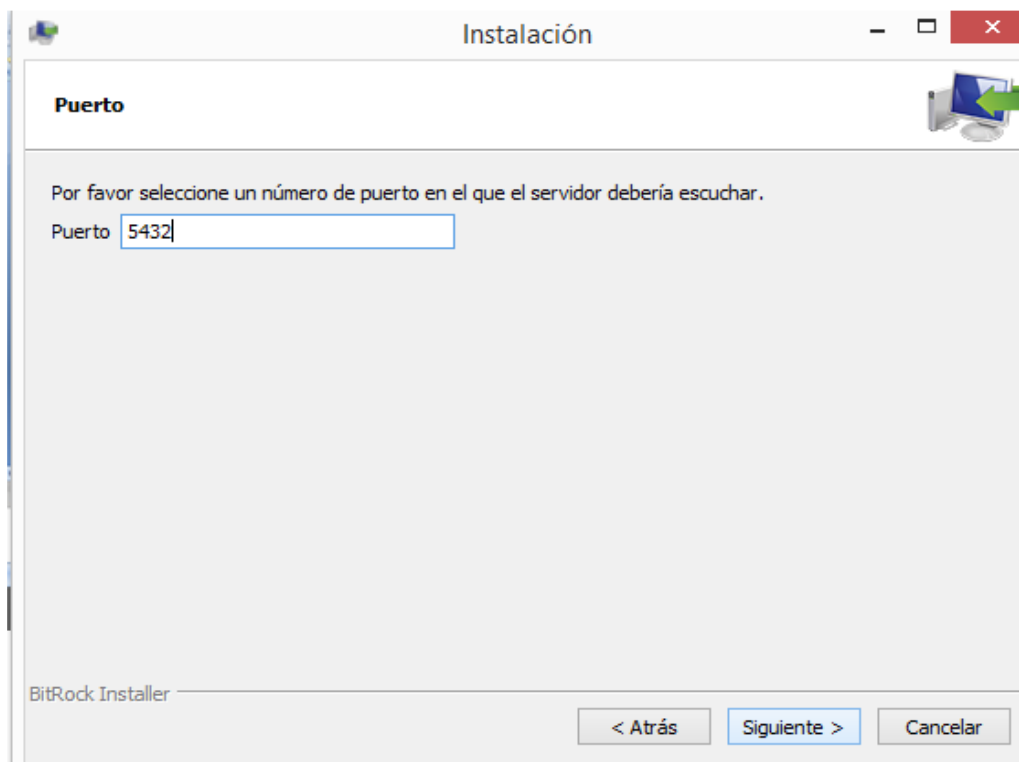 Instalación
Puerto
Por favor seleccione un número de puerto en el que el servidor debería escuchar.
Puerto 5432
BitRock Installer
< Atrás Siguiente > Cancelar